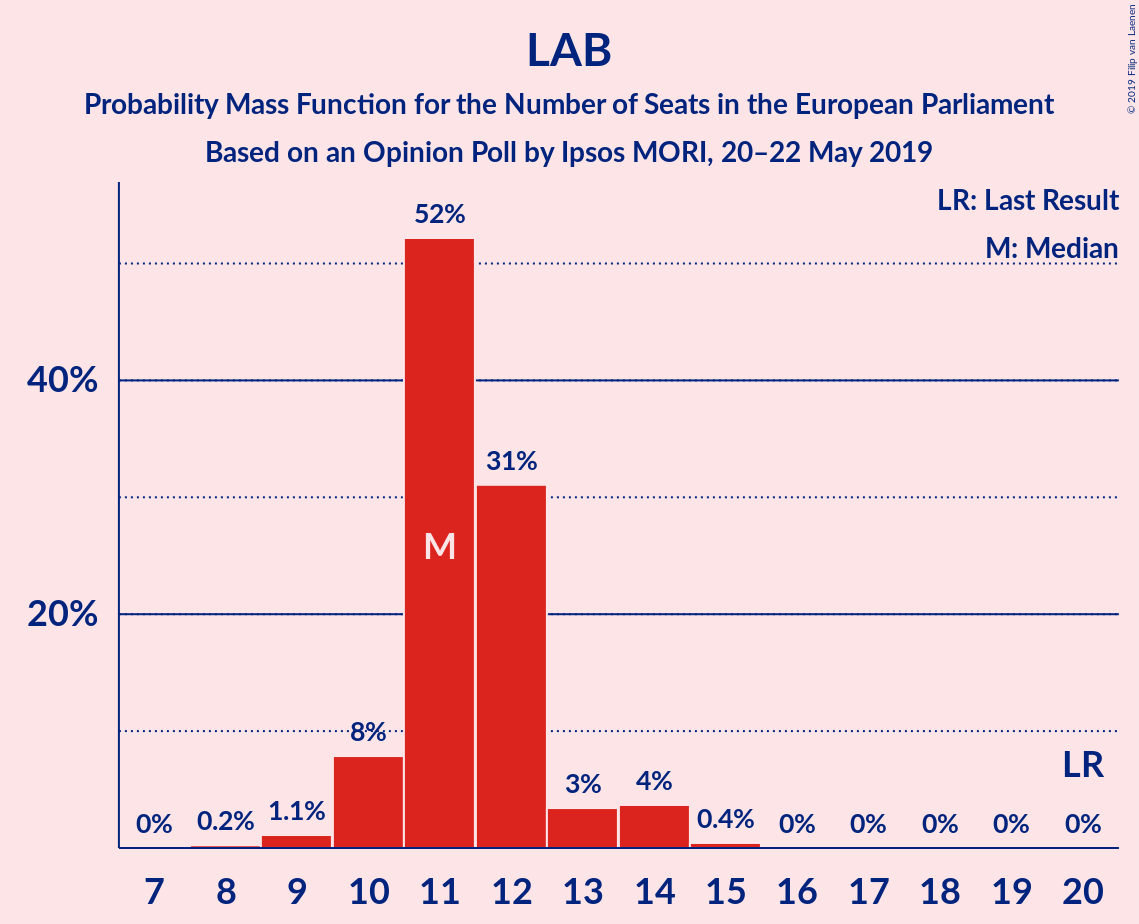 LAB
Probability Mass Function for the Number of Seats in the European Parliament
Based on an Opinion Poll by Ipsos MORI, 20–22 May 2019
© 2019 Filip van Laenen
LR: Last Result
M: Median
52%
40%
31%
M
20%
8%
LR
0% 0.2% 1.1% 3% 4% 0.4% 0% 0% 0% 0% 0%
7 8 9 10 11 12 13 14 15 16 17 18 19 20